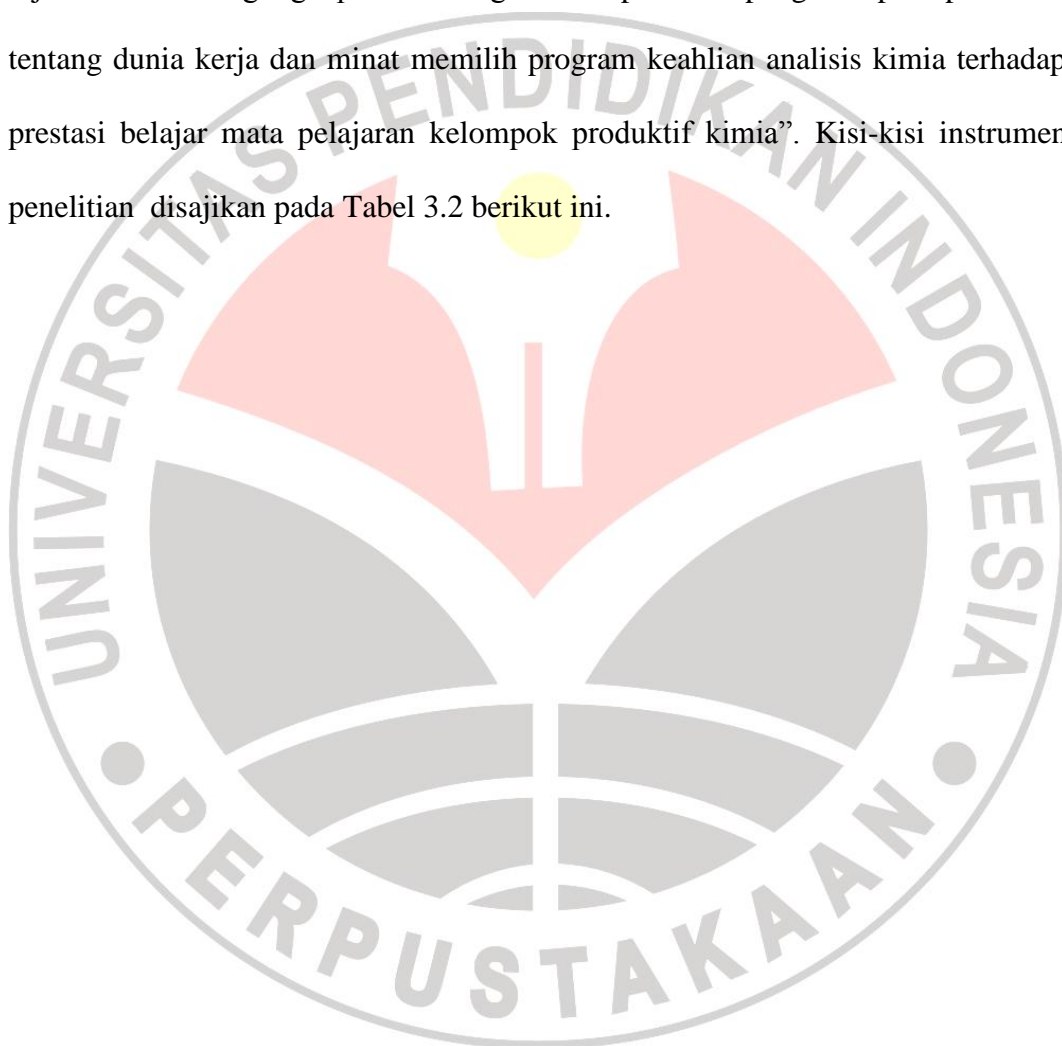 tentang dunia kerja dan minat memilih program keahlian analisis kimia terhadap
prestasi belajar mata pelajaran kelompok produktif kimia”. Kisi-kisi instrumen
penelitian disajikan pada Tabel 3.2 berikut ini.
UNIVERSITAS PENDIDIKAN INDONESIA
PERPUSTAKAAN